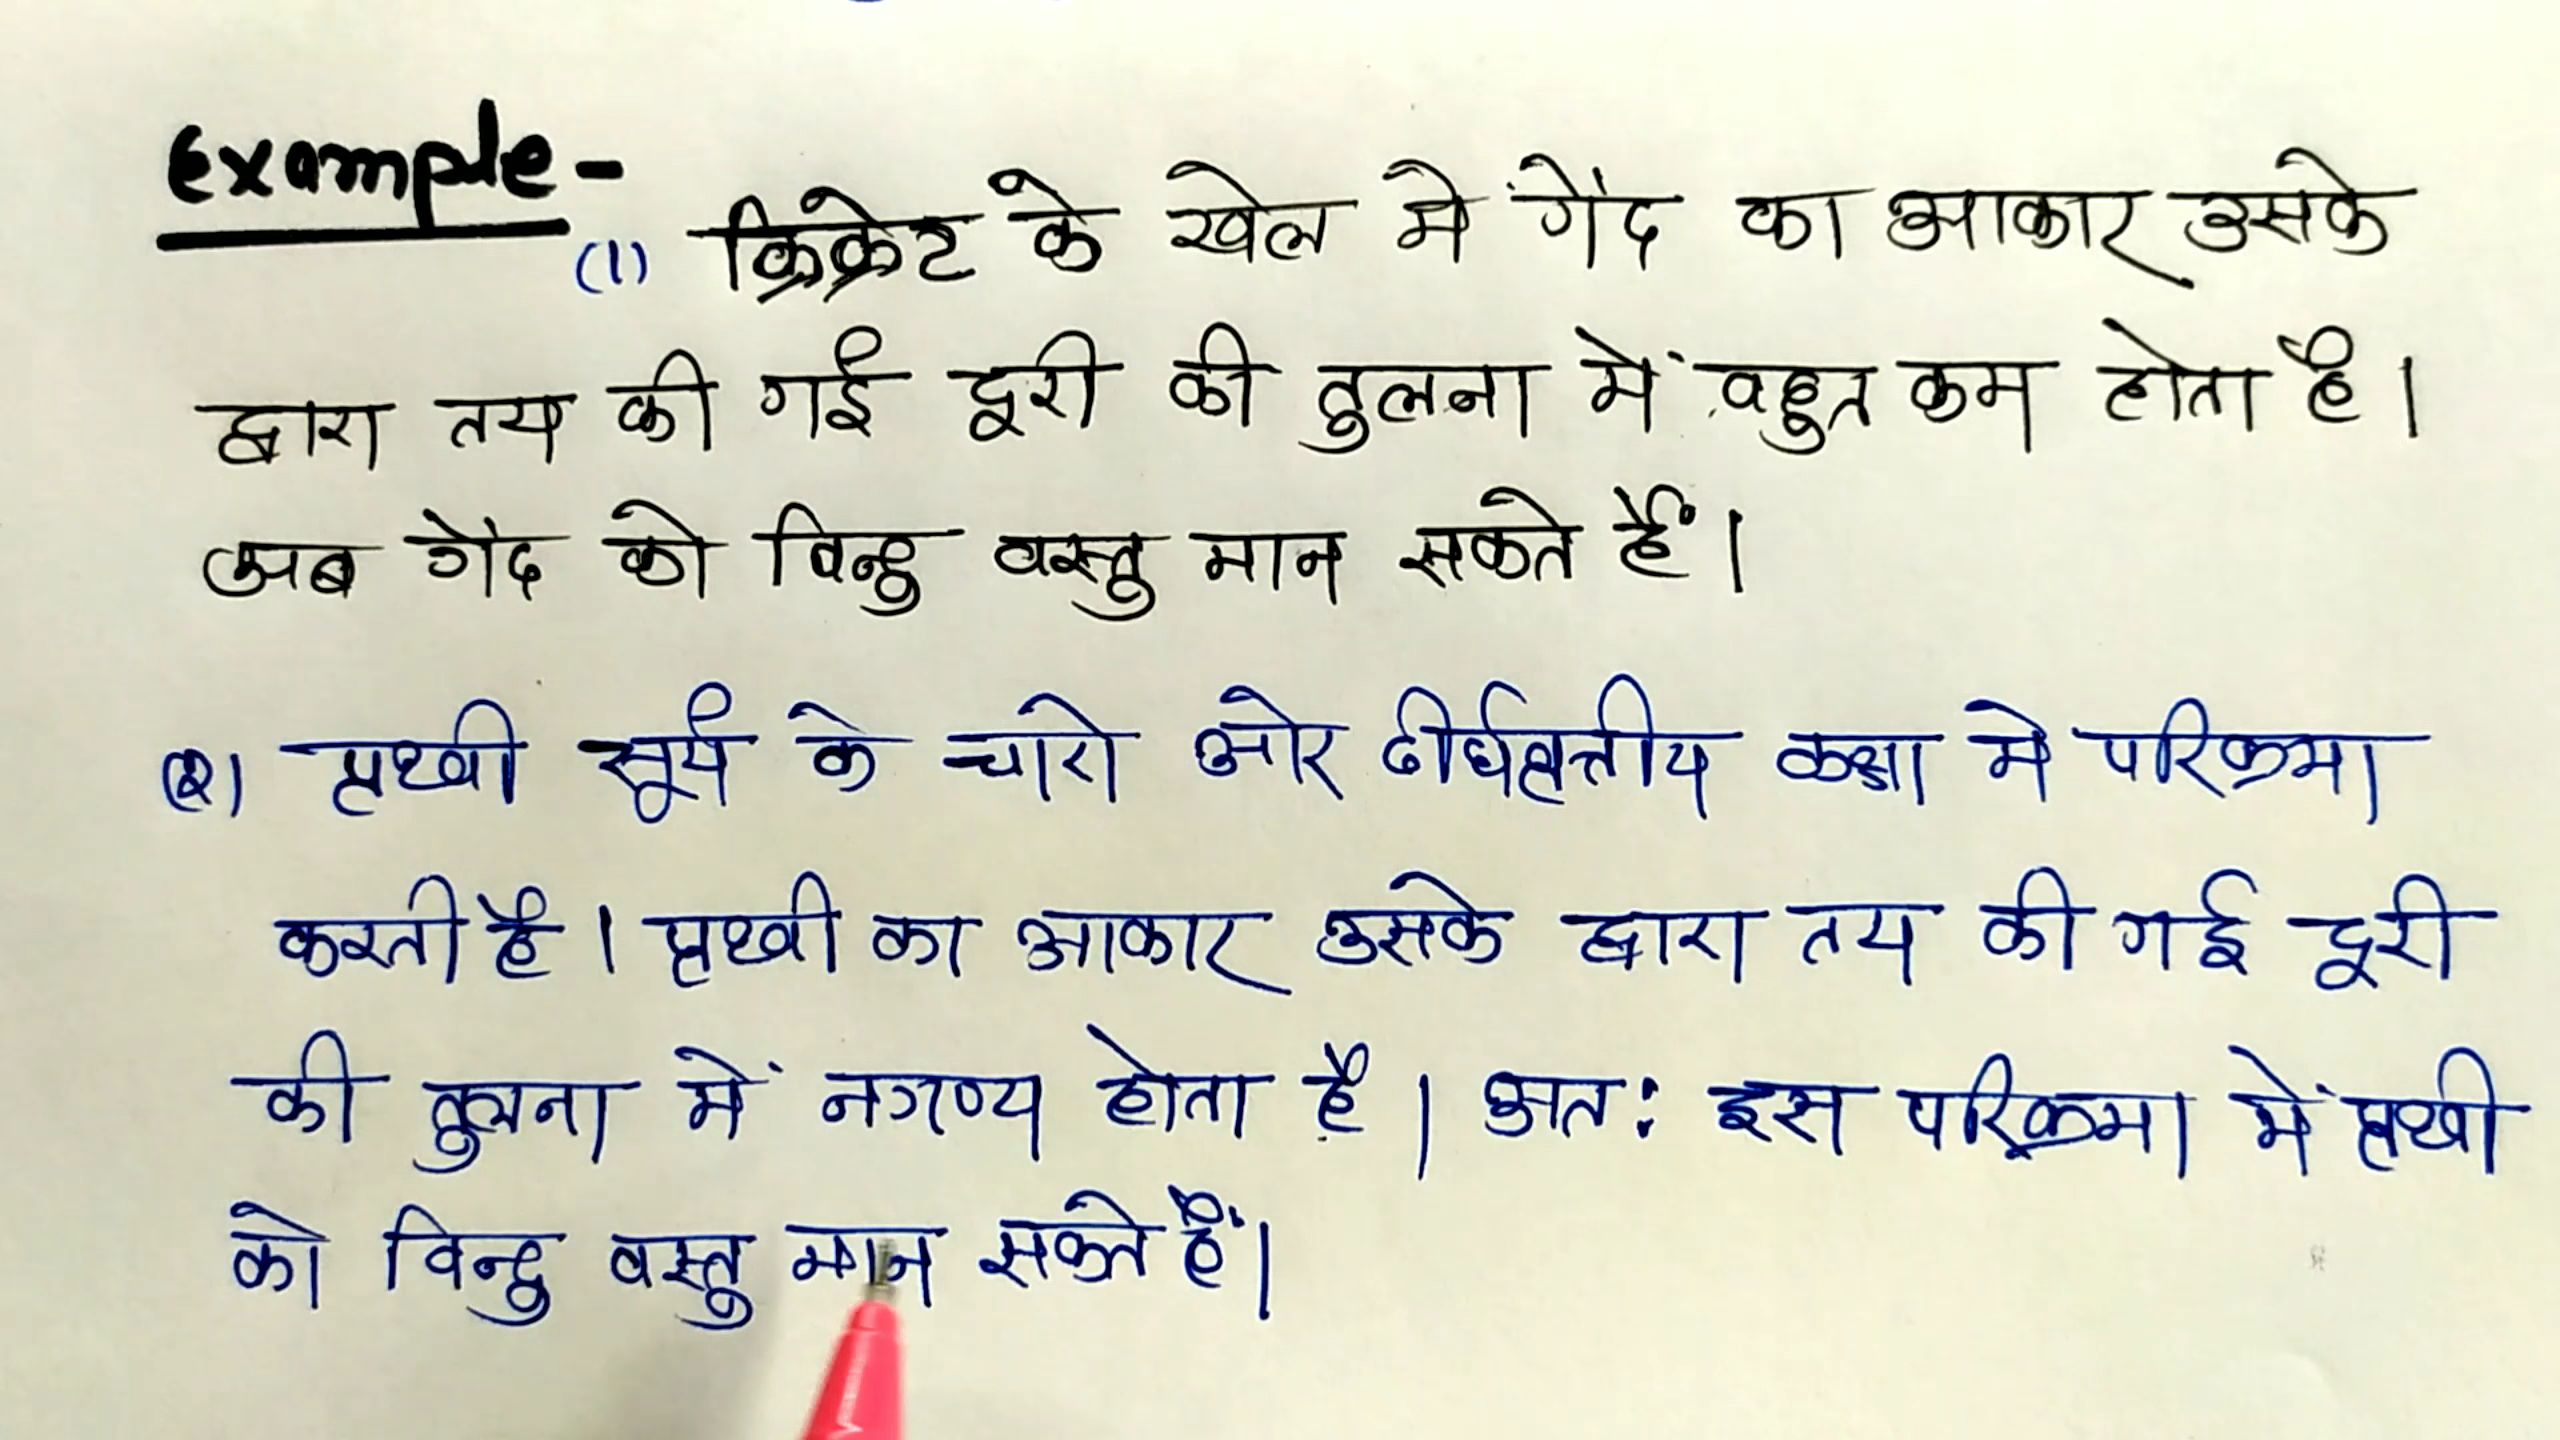 Example-
(1) क्रिक्रेट के खेल मे गेंद का आकार उसके
द्वारा तय की गई दूरी की तुलना में वहुत कम होता है।
अब गेंद को विन्दु वस्तु मान सकते हैं।
(2) पृथ्वी सूर्य के चारो ओर दीर्घवृत्तीय कक्षा मे परिक्रमा
करती है। पृथ्वी का आकार उसके द्वारा तय की गई दूरी
की तुलना में नगण्य होता है। अत: इस परिक्रमा में पृथ्वी
को विन्दु वस्तु मान सकते हैं।